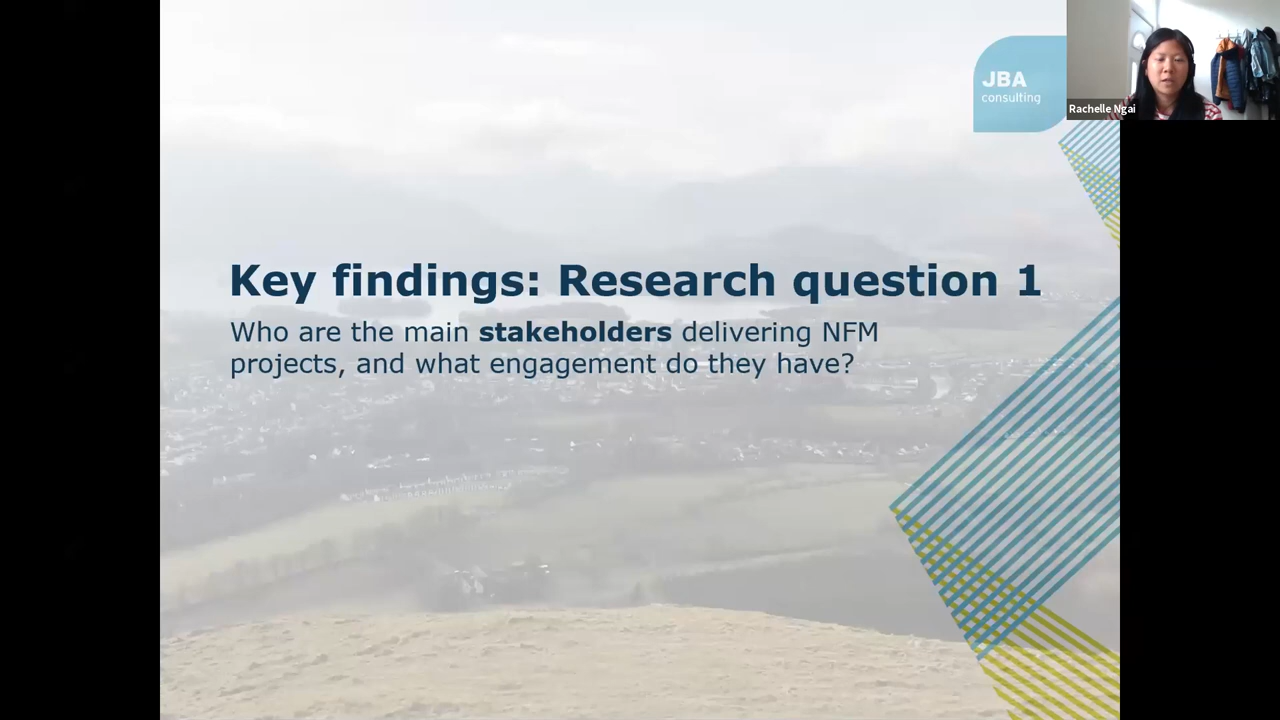 JBA
consulting
Rachelle Ngai
Key findings: Research question 1
Who are the main stakeholders delivering NFM
projects, and what engagement do they have?